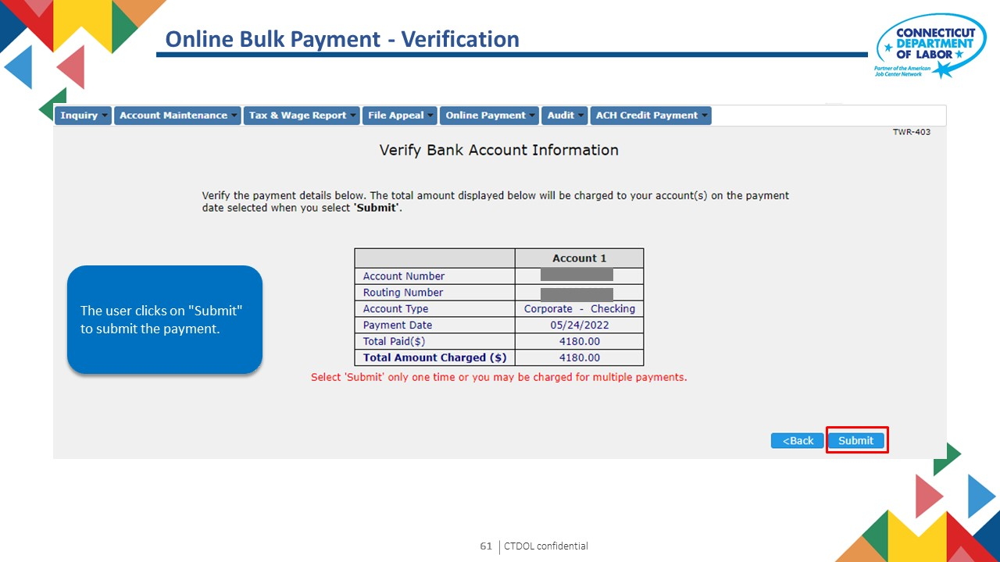 Online Bulk Payment - Verification
CONNECTICUT
DEPARTMENT
OF LABOR
Partner of the American
Job Center Network
Inquiry Account Maintenance Tax & Wage Report File Appeal Online Payment Audit ACH Credit Payment
TWR-403
Verify Bank Account Information
Verify the payment details below. The total amount displayed below will be charged to your account(s) on the payment
date selected when you select 'Submit'.
Account 1
Account Number
Routing Number
Account Type Corporate - Checking
Payment Date 05/24/2022
Total Paid($) 4180.00
Total Amount Charged ($) 4180.00
The user clicks on "Submit"
to submit the payment.
Select 'Submit' only one time or you may be charged for multiple payments.
<Back Submit
61 CTDOL confidential